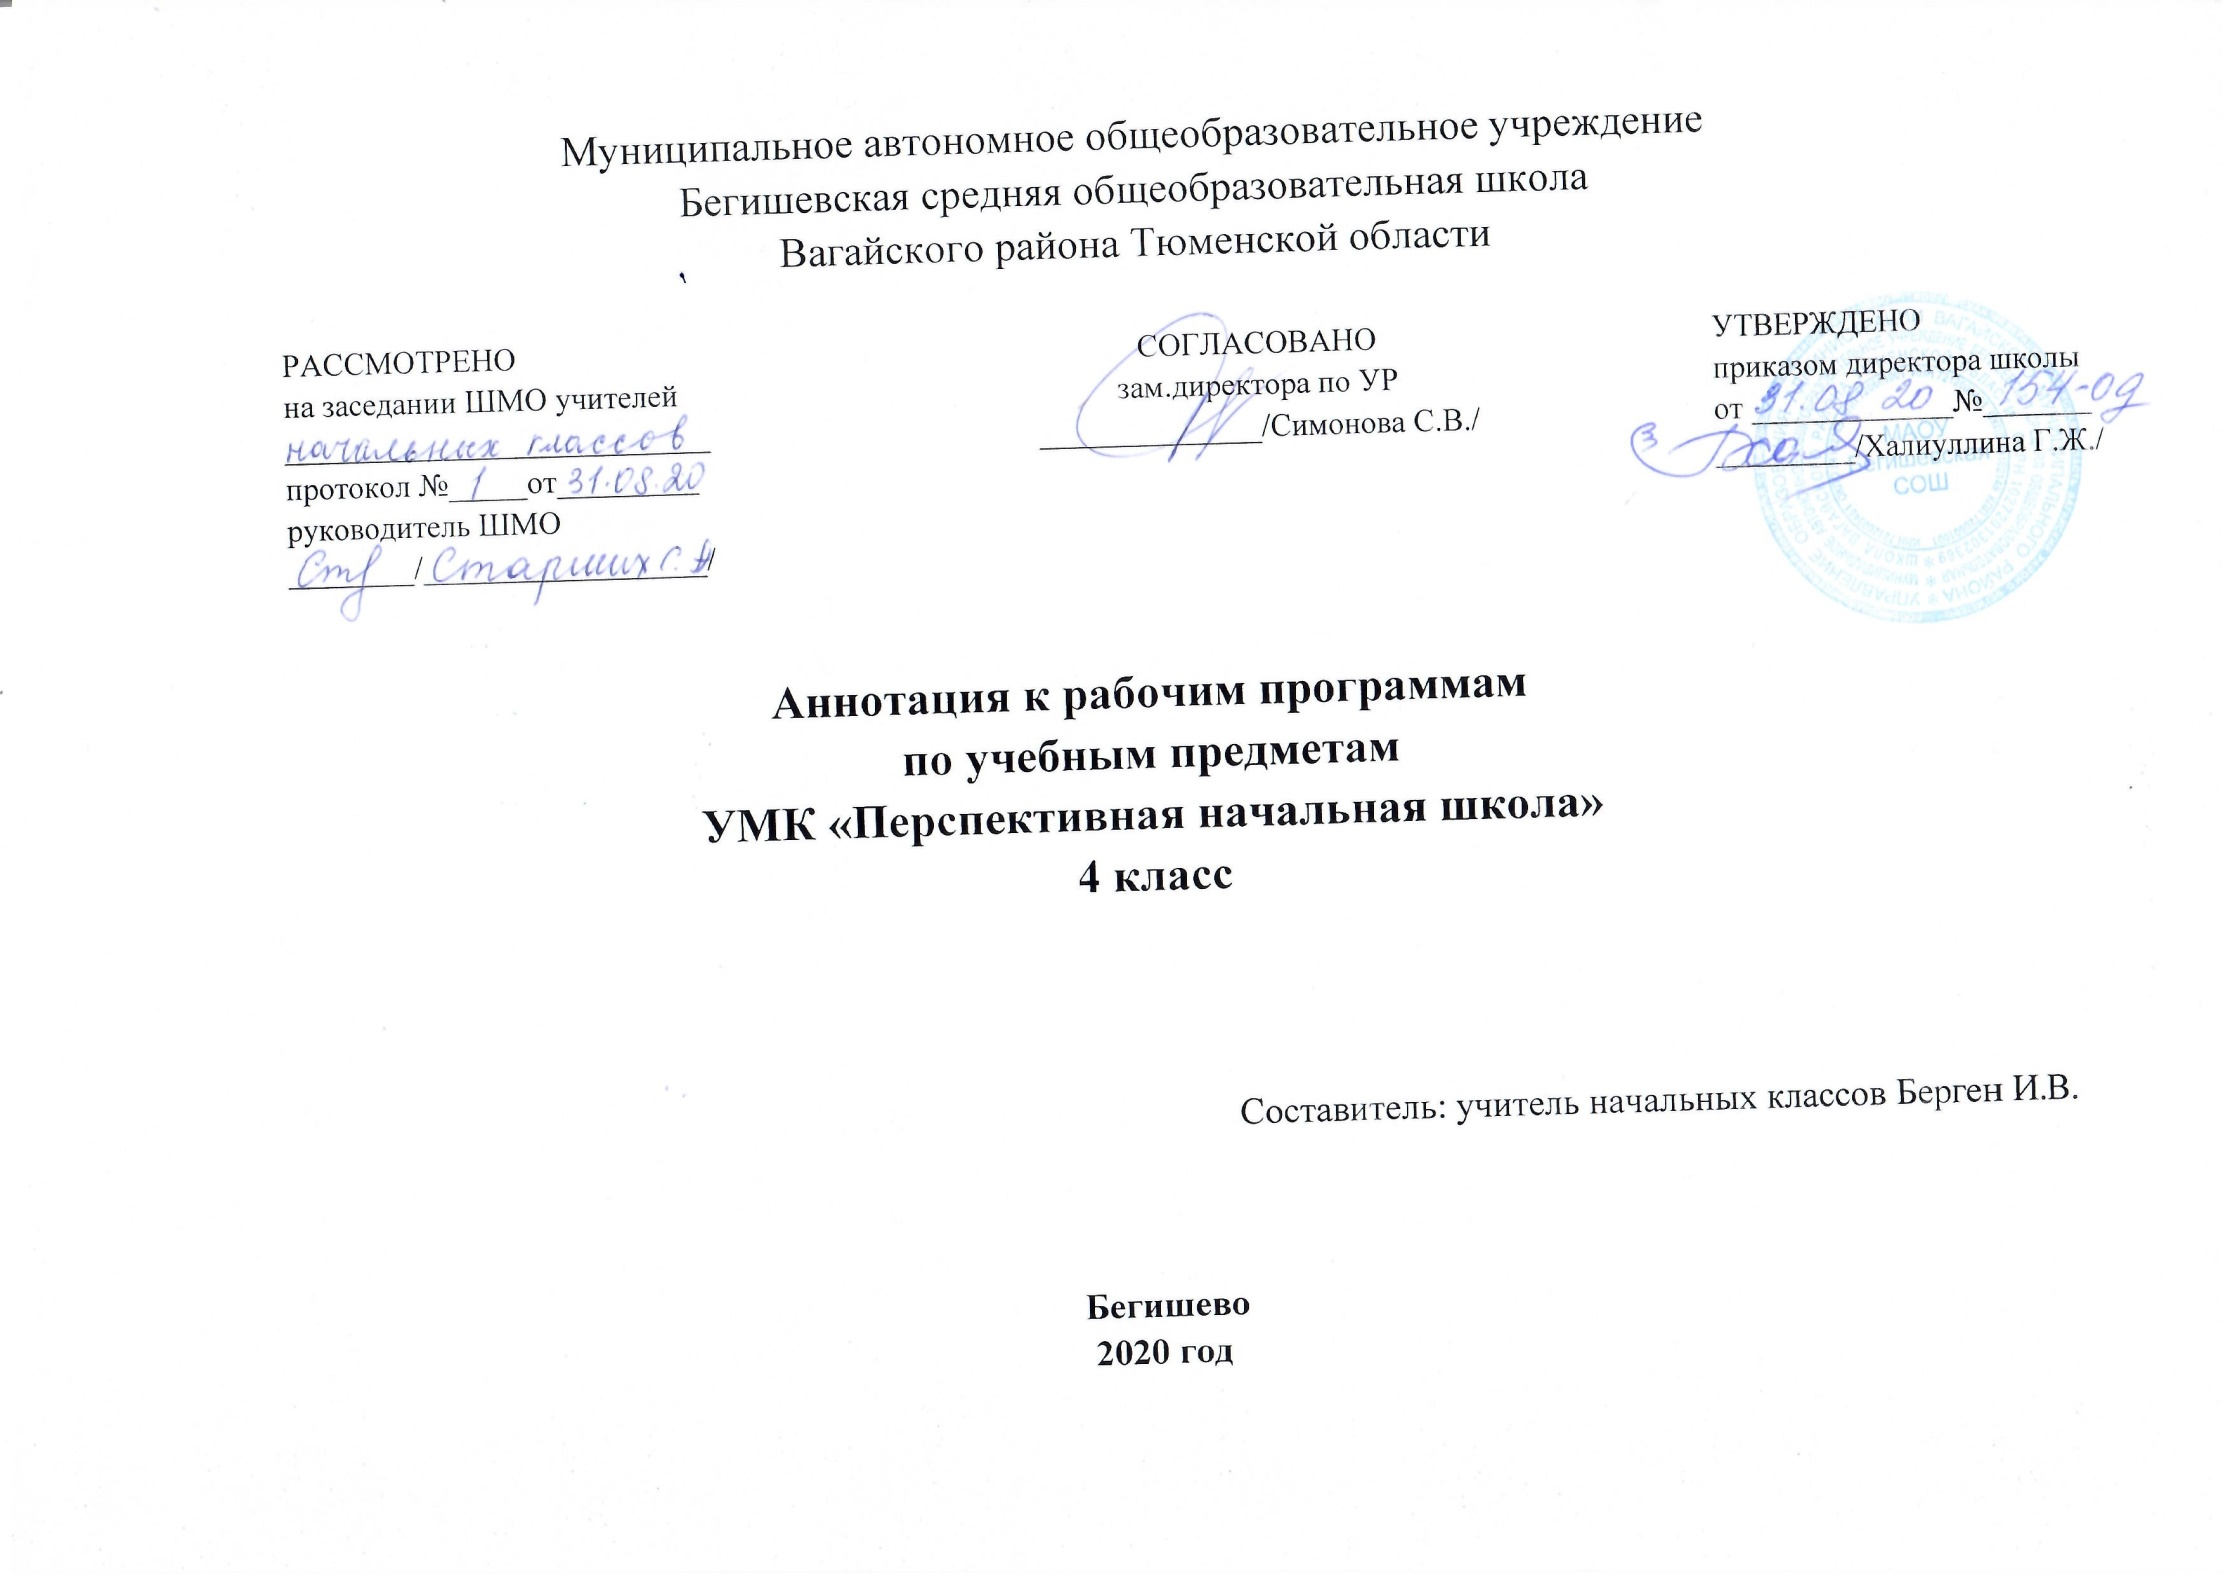 Муниципальное автономное общеобразовательное учреждение
Бегишевская средняя общеобразовательная школа
Вагайского района Тюменской области
РАССМОТРЕНО
на заседании ШМО учителей
начальных классов
протокол № 1 от 31.08.20
руководитель ШМО
/ Старших С. /
СОГЛАСОВАНО
зам.директора по УР
/Симонова С.В./
УТВЕРЖДЕНО
приказом директора школы
от 31.08 20 № 154-од
/Халиуллина Г.Ж./
МАОУ
Бегишевская
СОШ
Аннотация к рабочим программам
по учебным предметам
УМК «Перспективная начальная школа»
4 класс
Составитель: учитель начальных классов Берген И.В.
Бегишево
2020 год